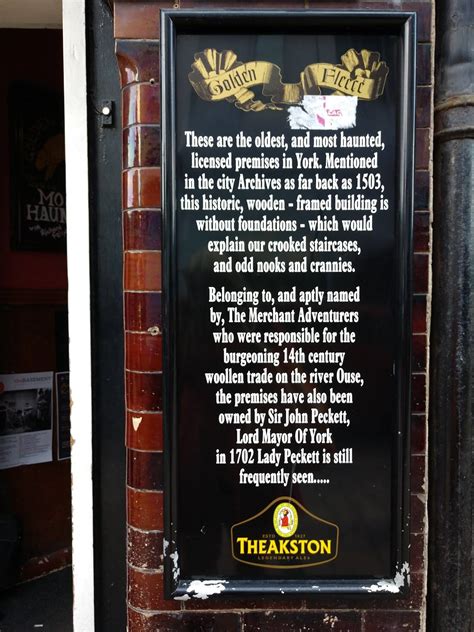 Golden Fleece
These are the oldest, and most haunted,
licensed premises in York. Mentioned
in the city Archives as far back as 1503,
this historic, wooden - framed building is
without foundations - which would
explain our crooked staircases,
and odd nooks and crannies.
Belonging to, and aptly named
by, The Merchant Adventurers
who were responsible for the
burgeoning 14th century
woollen trade on the river Ouse,
the premises have also been
owned by Sir John Peckett,
Lord Mayor Of York
in 1702 Lady Peckett is still
frequently seen.....
ESTD 1827
THEAKSTON
LEGENDARY ALES